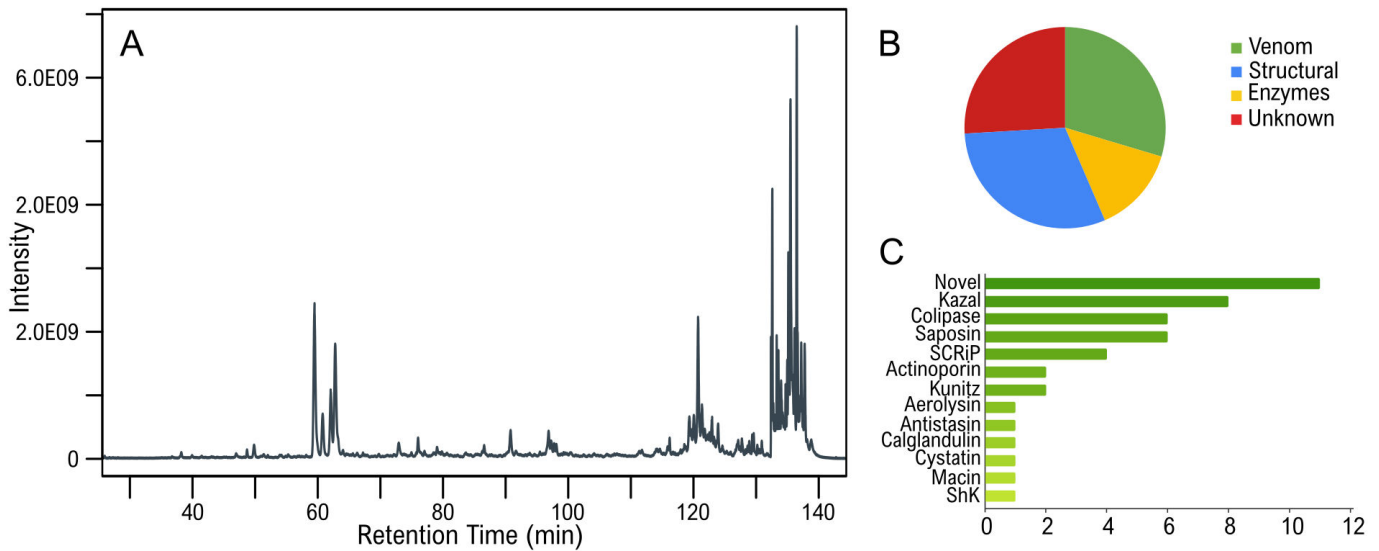 A
6.0E09
2.0E09
2.0E09
0
Intensity
40 60 80 100 120 140
Retention Time (min)
B
Venom
Structural
Enzymes
Unknown
C
Novel
Kazal
Colipase
Saposin
SCRiP
Actinoporin
Kunitz
Aerolysin
Antistasin
Calglandulin
Cystatin
Macin
ShK
0 2 4 6 8 10 12